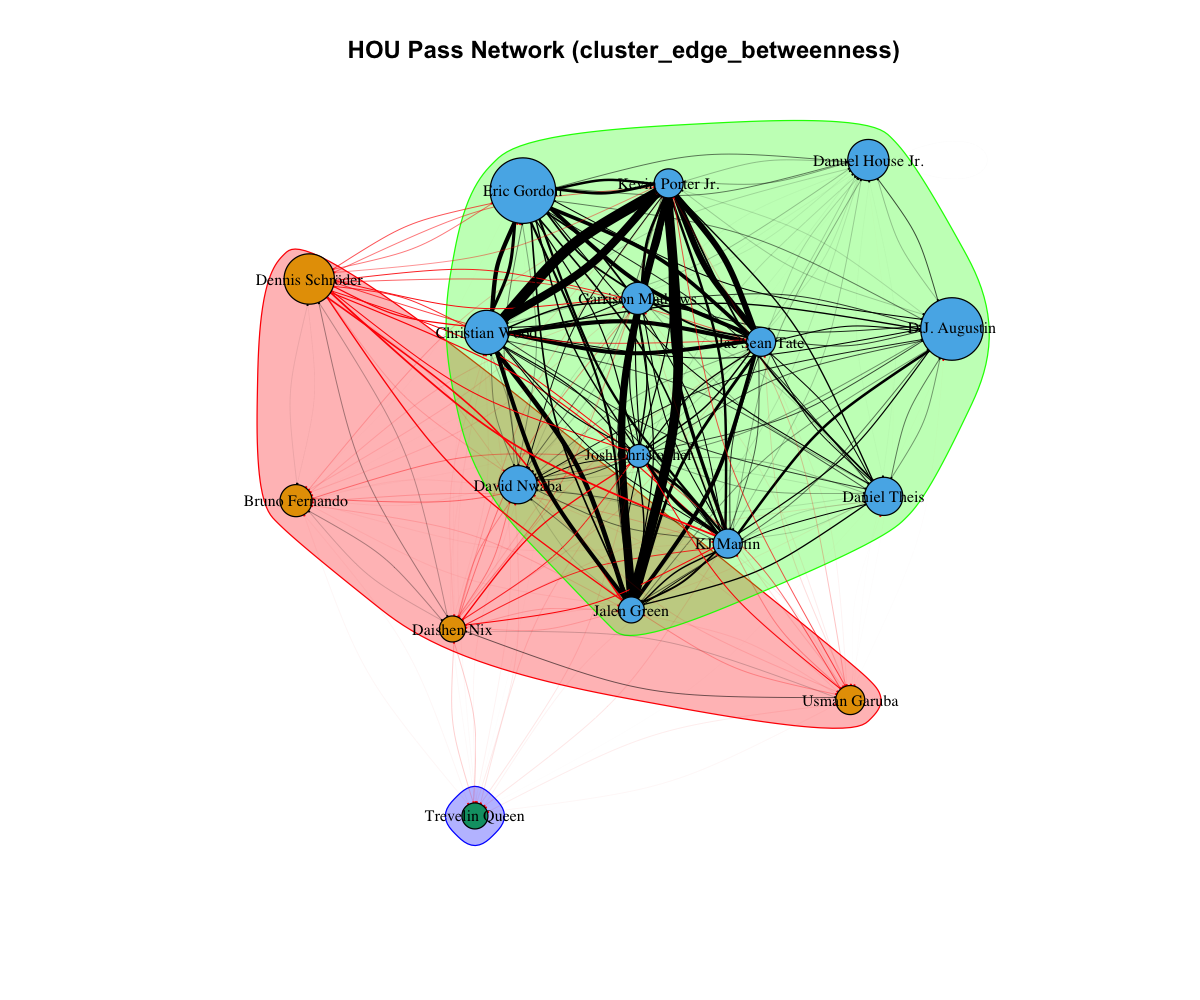 HOU Pass Network (cluster_edge_betweenness)
Danuel House Jr.
Eric Gordon
Kevin Porter Jr.
Dennis Schröder
Garrison Mathews
Christian Wood
Jae'Sean Tate
D.J. Augustin
Josh Christopher
David Nwaba
Daniel Theis
Bruno Fernando
KJ Martin
Jalen Green
Daishen Nix
Usman Garuba
Trevelin Queen